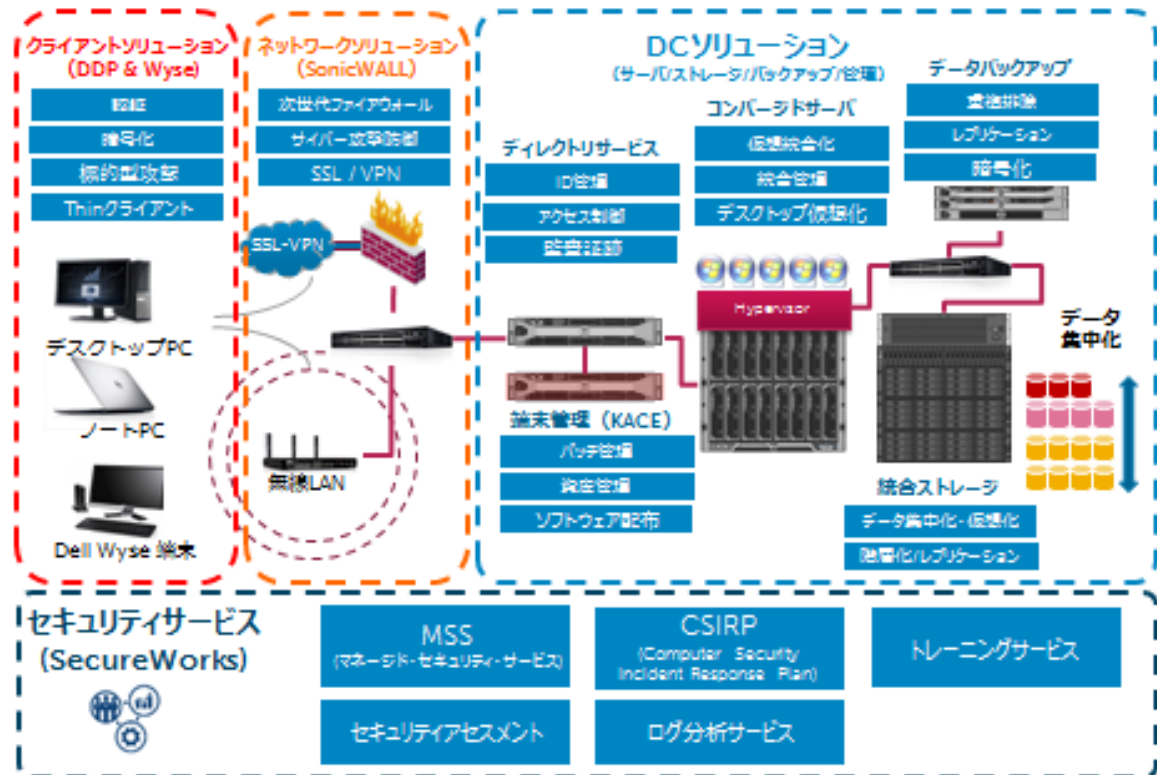 クライアントソリューション
(DDP & Wyse)
認証
暗号化
標的型攻撃
Thinクライアント
デスクトップPC
ノートPC
Dell Wyse 端末
ネットワークソリューション
(SonicWALL)
次世代ファイアウォール
サイバー攻撃防御
SSL / VPN
SSL-VPN
無線LAN
DCソリューション
(サーバ/ストレージ/バックアップ/管理)
ディレクトリサービス
ID管理
アクセス制御
監査証跡
端末管理（KACE）
パッチ管理
資産管理
ソフトウェア配布
コンバージドサーバ
仮想統合化
統合管理
デスクトップ仮想化
Hypervisor
データバックアップ
重複排除
レプリケーション
暗号化
データ
集中化
統合ストレージ
データ集中化・仮想化
階層化/レプリケーション
セキュリティサービス
(SecureWorks)
MSS
(マネージド・セキュリティ・サービス)
CSIRP
(Computer Security
Incident Response Plan)
トレーニングサービス
セキュリティアセスメント
ログ分析サービス